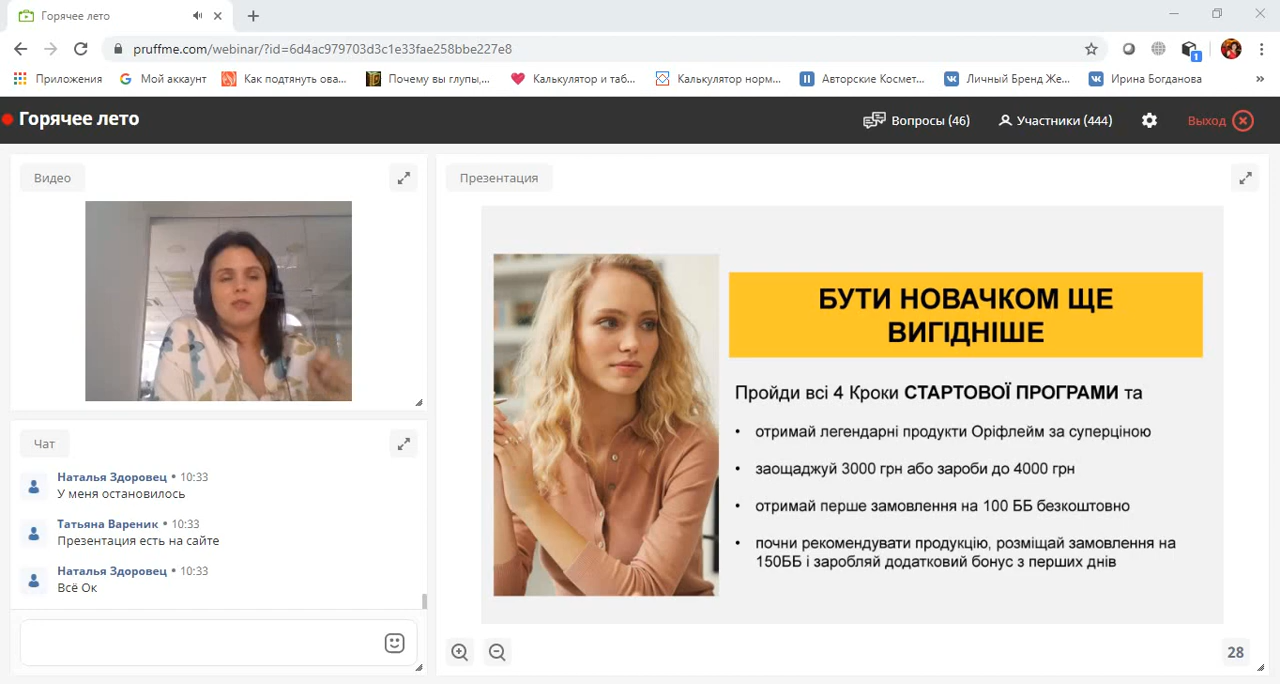 Горячее лето
pruffme.com/webinar/?id=6d4ac979703d3c1e33fae258bbe227e8
Приложения
Мой аккаунт
Как подтянуть ова...
Почему вы глупы,...
Калькулятор и таб...
Калькулятор норм...
Авторские Космет...
Личный Бренд Же...
Ирина Богданова
»
1
Горячее лето
Вопросы (46)
Участники (444)
Выход
Видео
Презентация
БУТИ НОВАЧКОМ ЩЕ
ВИГІДНІШЕ
Пройди всі 4 Кроки СТАРТОВОЇ ПРОГРАМИ та
• отримай легендарні продукти Оріфлейм за суперціною
• заощаджуй 3000 грн або зароби до 4000 грн
• отримай перше замовлення на 100 ББ безкоштовно
• почни рекомендувати продукцію, розміщай замовлення на
150ББ і заробляй додатковий бонус з перших днів
28
Чат
Наталья Здоровец • 10:33
У меня остановилось
Татьяна Вареник • 10:33
Презентация есть на сайте
Наталья Здоровец • 10:33
Всё Ок